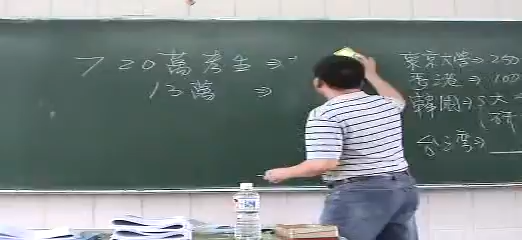 720萬考生⇒
13萬 ⇒
東京大學⇒250
香港⇒100
韓國⇒5大
研
台灣⇒